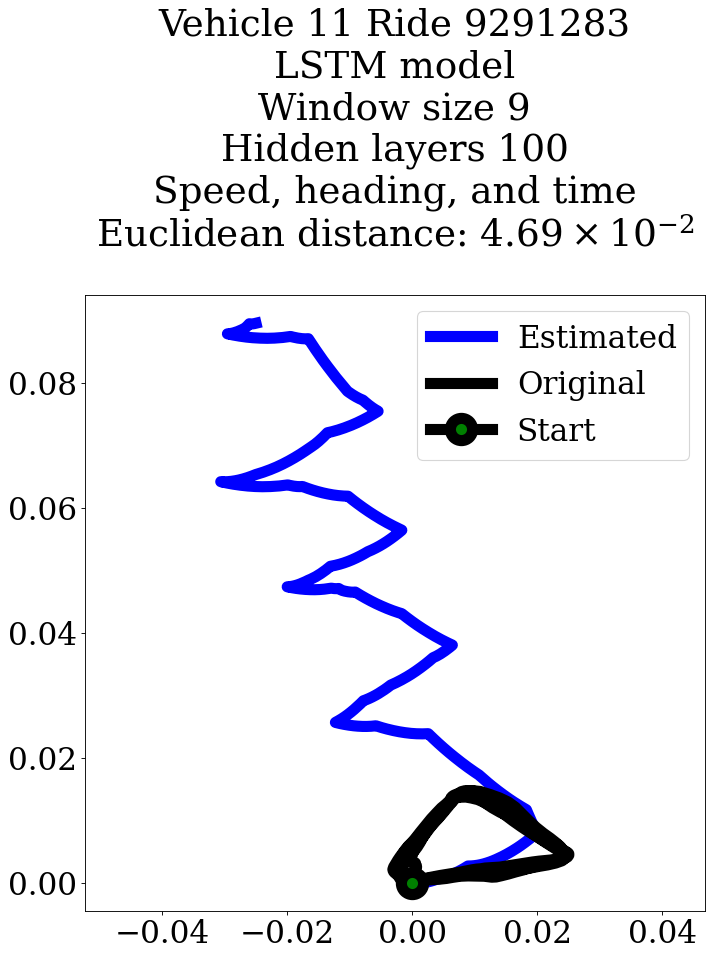 Vehicle 11 Ride 9291283
LSTM model
Window size 9
Hidden layers 100
Speed, heading, and time
Euclidean distance: 4.69 × 10⁻²
Estimated
Original
Start
0.08
0.06
0.04
0.02
0.00
−0.04 −0.02 0.00 0.02 0.04